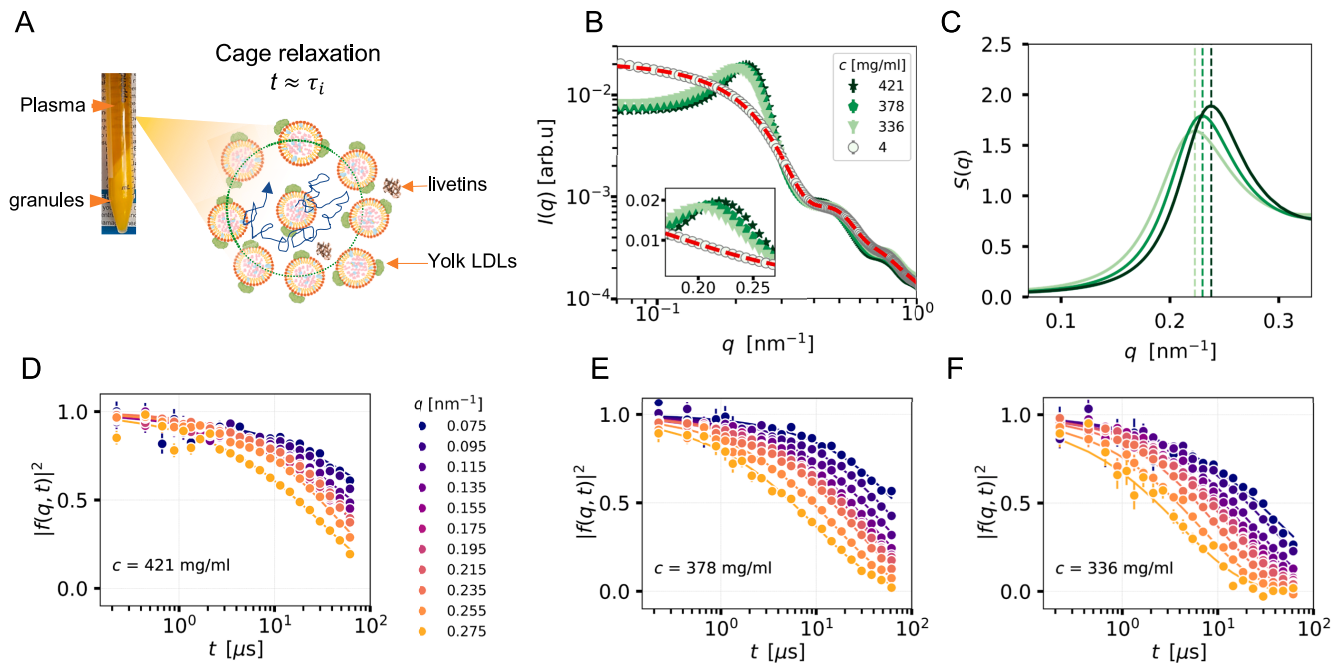 A
Cage relaxation
t ≈ τᵢ
Plasma
granules
livetins
Yolk LDLs
B
I(q) [arb.u]
10⁻²
10⁻³
10⁻⁴
c [mg/ml]
421
378
336
4
0.02
0.01
0.20
0.25
10⁻¹
10⁰
q [nm⁻¹]
C
S(q)
2.5
2.0
1.5
1.0
0.5
0.0
0.1
0.2
0.3
q [nm⁻¹]
D
|f(q, t)|²
1.0
0.5
0.0
c = 421 mg/ml
10⁰
10¹
10²
t [μs]
q [nm⁻¹]
0.075
0.095
0.115
0.135
0.155
0.175
0.195
0.215
0.235
0.255
0.275
E
|f(q, t)|²
1.0
0.5
0.0
c = 378 mg/ml
10⁰
10¹
10²
t [μs]
F
|f(q, t)|²
1.0
0.5
0.0
c = 336 mg/ml
10⁰
10¹
10²
t [μs]